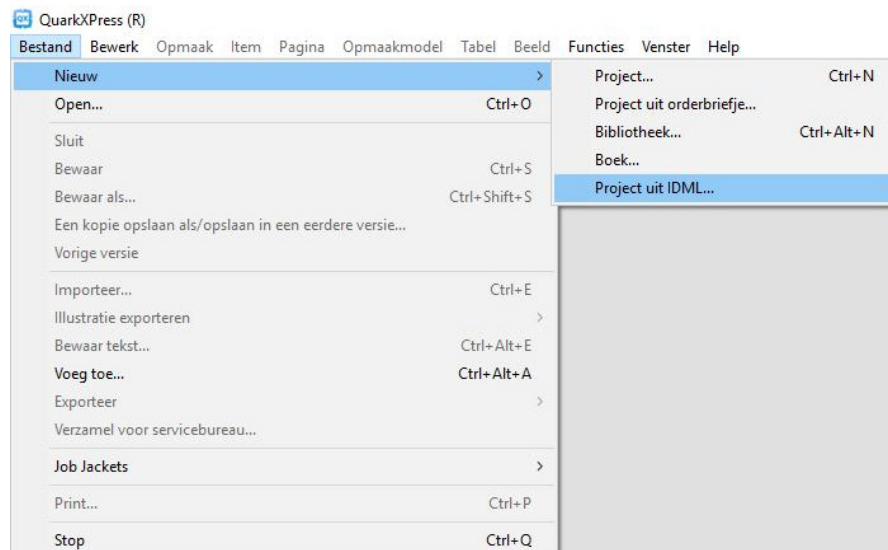 QuarkXPress (R)
Bestand Bewerk Opmaak Item Pagina Opmaakmodel Tabel Beeld Functies Venster Help
Nieuw
Open... Ctrl+O
Sluit
Bewaar Ctrl+S
Bewaar als... Ctrl+Shift+S
Een kopie opslaan als/opslaan in een eerdere versie...
Vorige versie
Importeer... Ctrl+E
Illustratie exporteren
Bewaar tekst... Ctrl+Alt+E
Voeg toe... Ctrl+Alt+A
Exporteer
Verzamel voor servicebureau...
Job Jackets
Print... Ctrl+P
Stop Ctrl+Q
Project... Ctrl+N
Project uit orderbriefje...
Bibliotheek... Ctrl+Alt+N
Boek...
Project uit IDML...